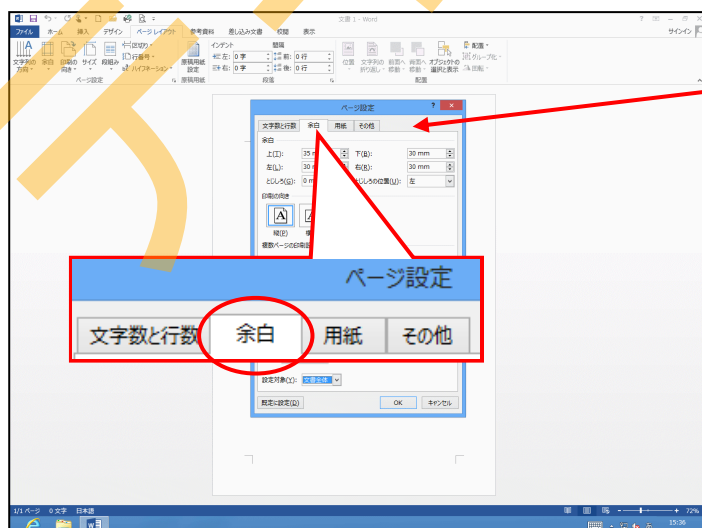 文書 1 - Word
ファイル ホーム 挿入 デザイン ページ レイアウト 参考資料 差し込み文書 校閲 表示 サインイン
文字列の方向 余白 印刷の向き サイズ 段組み 区切り 行番号 ハイフネーション 原稿用紙設定 インデント 左: 0 字 右: 0 字 間隔 前: 0 行 後: 0 行 位置 文字列の折り返し 前面へ移動 背面へ移動 オブジェクトの選択と表示 配置 グループ化 回転
ページ設定 原稿用紙 段落 配置
ページ設定
文字数と行数 余白 用紙 その他
余白
上(T): 35 m 下(B): 30 mm
左(L): 30 m 右(R): 30 mm
とじしろ(G): 0 m とじしろの位置(U): 左
印刷の向き
縦(P)
複数ページの印刷
ページ設定
文字数と行数 余白 用紙 その他
設定対象(Y): 文書全体
既定に設定(D) OK キャンセル
1/1 ページ 0 文字 日本語 72%
15:36